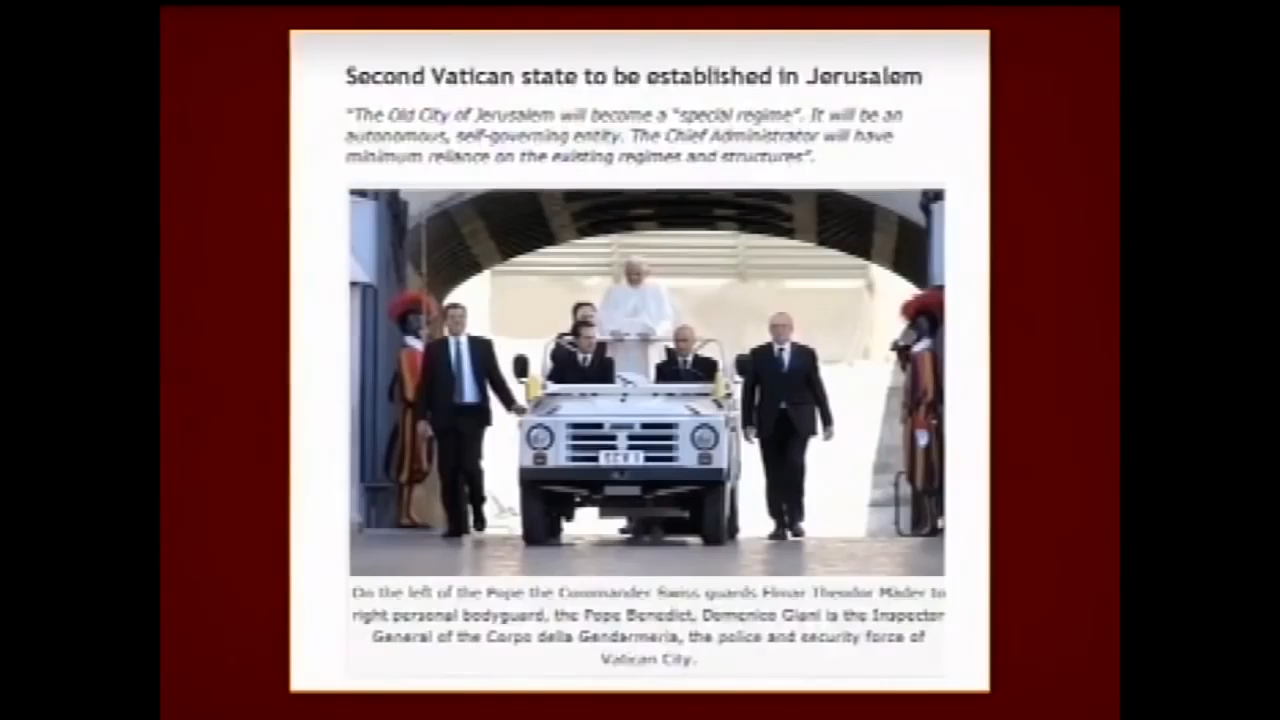 Second Vatican state to be established in Jerusalem
"The Old City of Jerusalem will become a "special regime". It will be an
autonomous, self-governing entity. The Chief Administrator will have
minimum reliance on the existing regimes and structures".
SCV 1
On the left of the Pope the Commander Swiss guards Elmar Theodor Mäder to
right personal bodyguard, the Pope Benedict, Domenico Giani is the Inspector
General of the Corpo della Gendarmeria, the police and security force of
Vatican City.